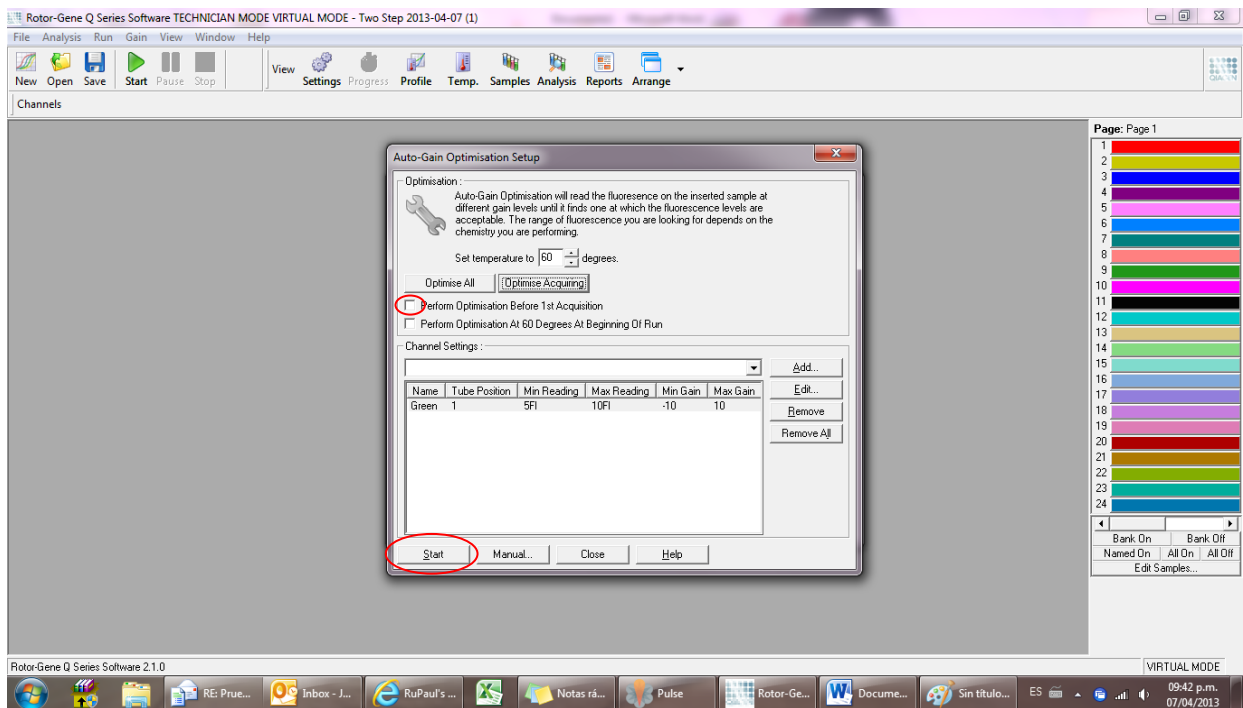 Rotor-Gene Q Series Software TECHNICIAN MODE VIRTUAL MODE - Two Step 2013-04-07 (1)
File Analysis Run Gain View Window Help
New Open Save Start Pause Stop View Settings Progress Profile Temp. Samples Analysis Reports Arrange
Channels
Page: Page 1
Auto-Gain Optimisation Setup
Optimisation :
Auto-Gain Optimisation will read the fluoresence on the inserted sample at
different gain levels until it finds one at which the fluorescence levels are
acceptable. The range of fluorescence you are looking for depends on the
chemistry you are performing.
Set temperature to 60 degrees.
Optimise All Optimise Acquiring
Perform Optimisation Before 1st Acquisition
Perform Optimisation At 60 Degrees At Beginning Of Run
Channel Settings :
Add...
Name Tube Position Min Reading Max Reading Min Gain Max Gain
Green 1 5Fl 10Fl -10 10
Edit...
Remove
Remove All
Start Manual... Close Help
1
2
3
4
5
6
7
8
9
10
11
12
13
14
15
16
17
18
19
20
21
22
23
24
Bank On Bank Off
Named On All On All Off
Edit Samples...
Rotor-Gene Q Series Software 2.1.0
VIRTUAL MODE
RE: Prue... Inbox - J... RuPaul's ... Notas rá... Pulse Rotor-Ge... Docume... Sin título... ES 09:42 p.m.
07/04/2013